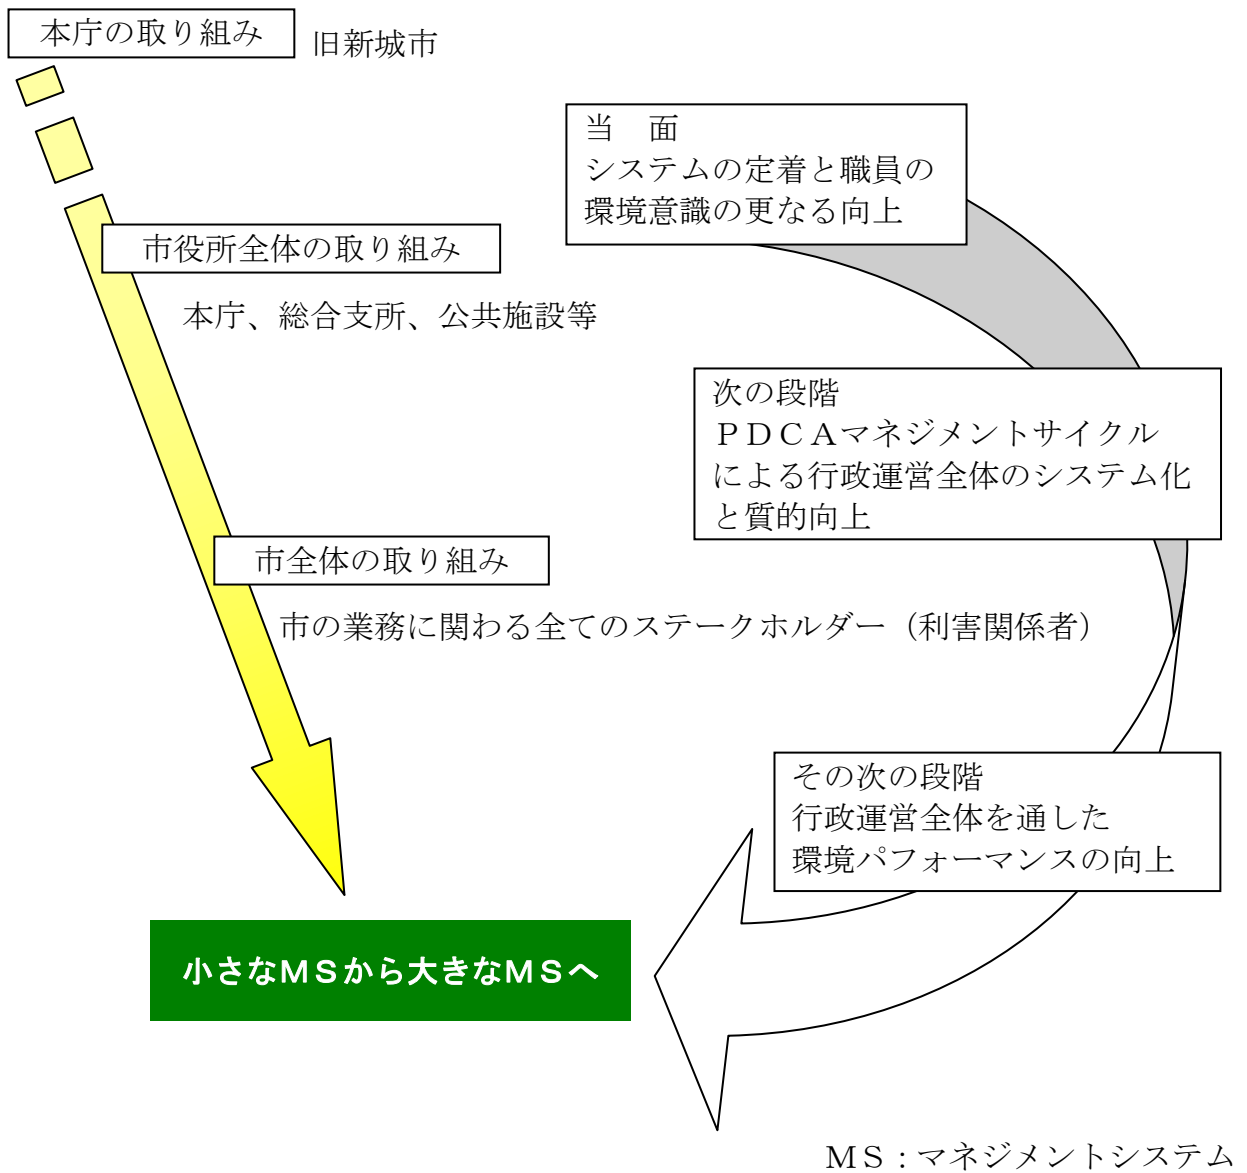 本庁の取り組み
旧新城市
当　面
システムの定着と職員の
環境意識の更なる向上
市役所全体の取り組み
本庁、総合支所、公共施設等
次の段階
ＰＤＣＡマネジメントサイクル
による行政運営全体のシステム化
と質的向上
市全体の取り組み
市の業務に関わる全てのステークホルダー（利害関係者）
その次の段階
行政運営全体を通した
環境パフォーマンスの向上
小さなＭＳから大きなＭＳへ
ＭＳ：マネジメントシステム